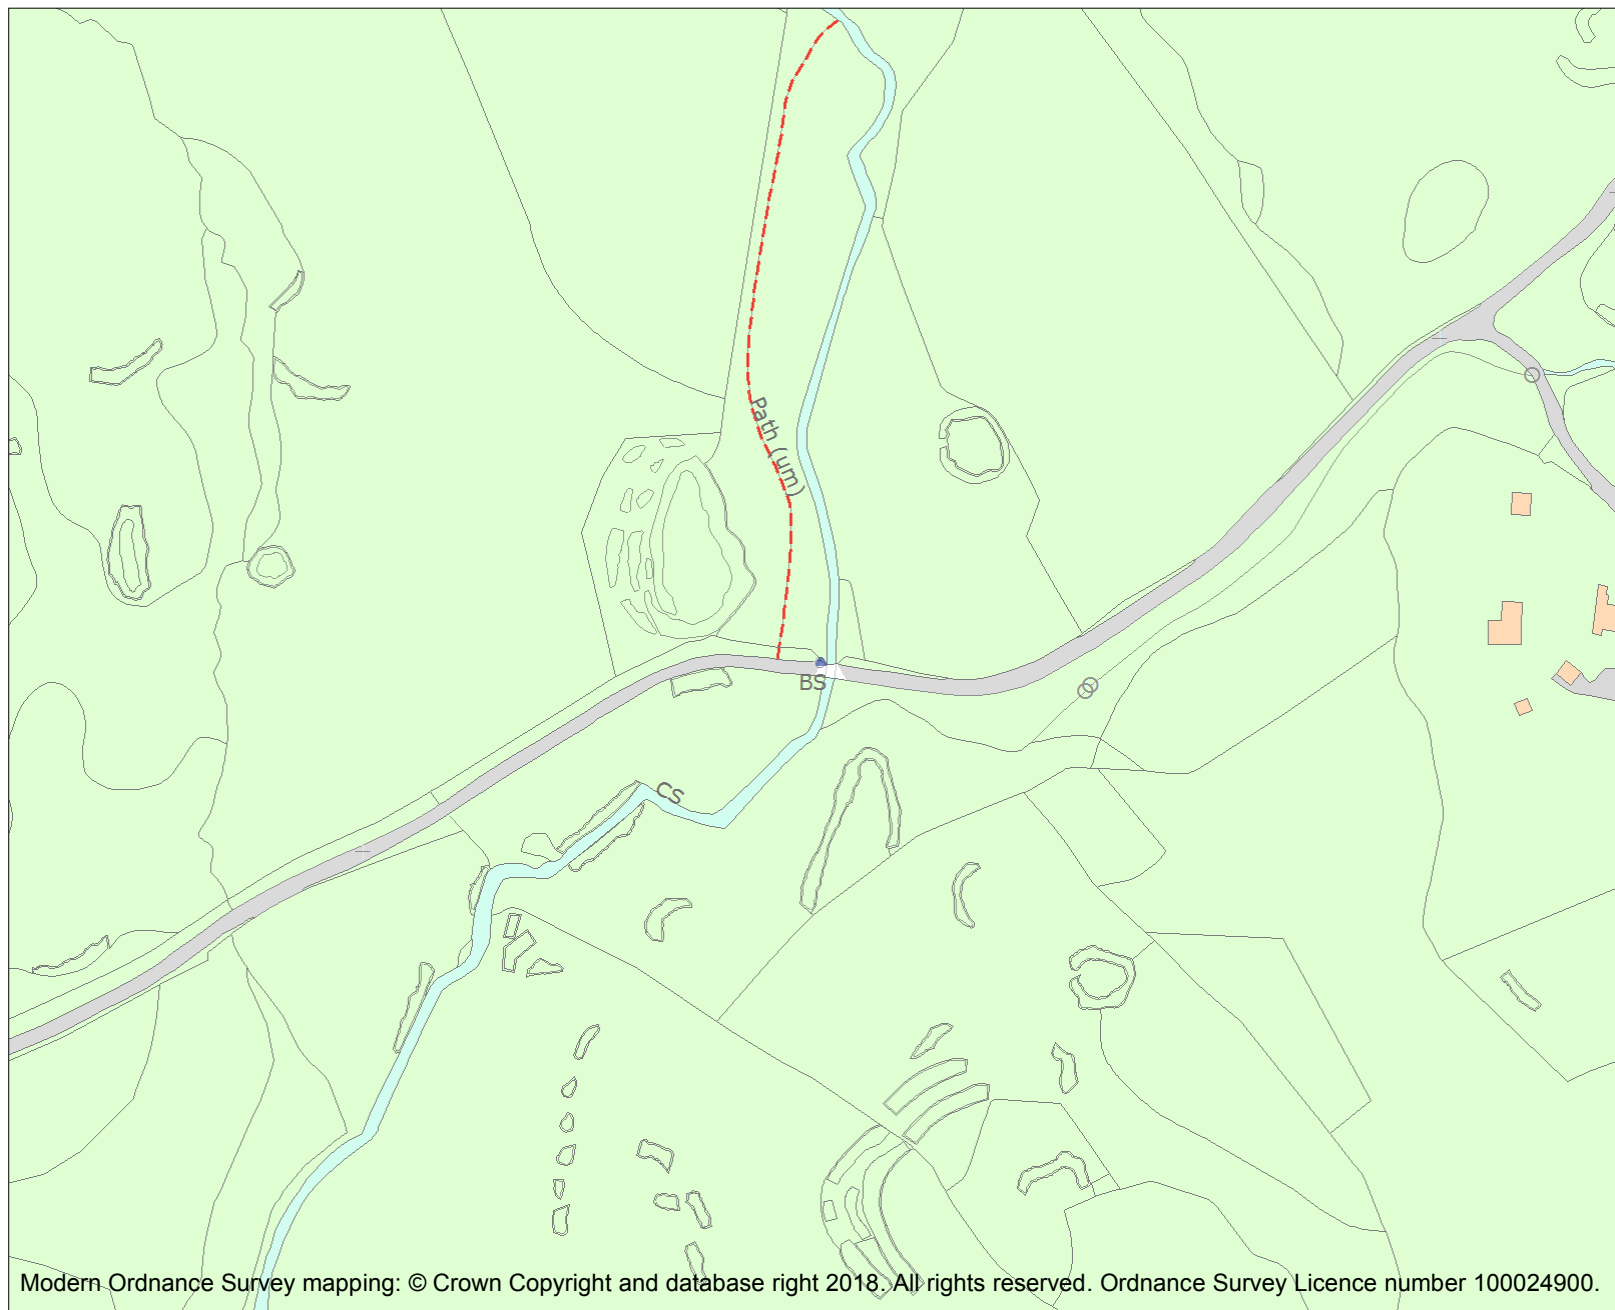 Path (um)
BS
CS
Modern Ordnance Survey mapping: © Crown Copyright and database right 2018. All rights reserved. Ordnance Survey Licence number 100024900.